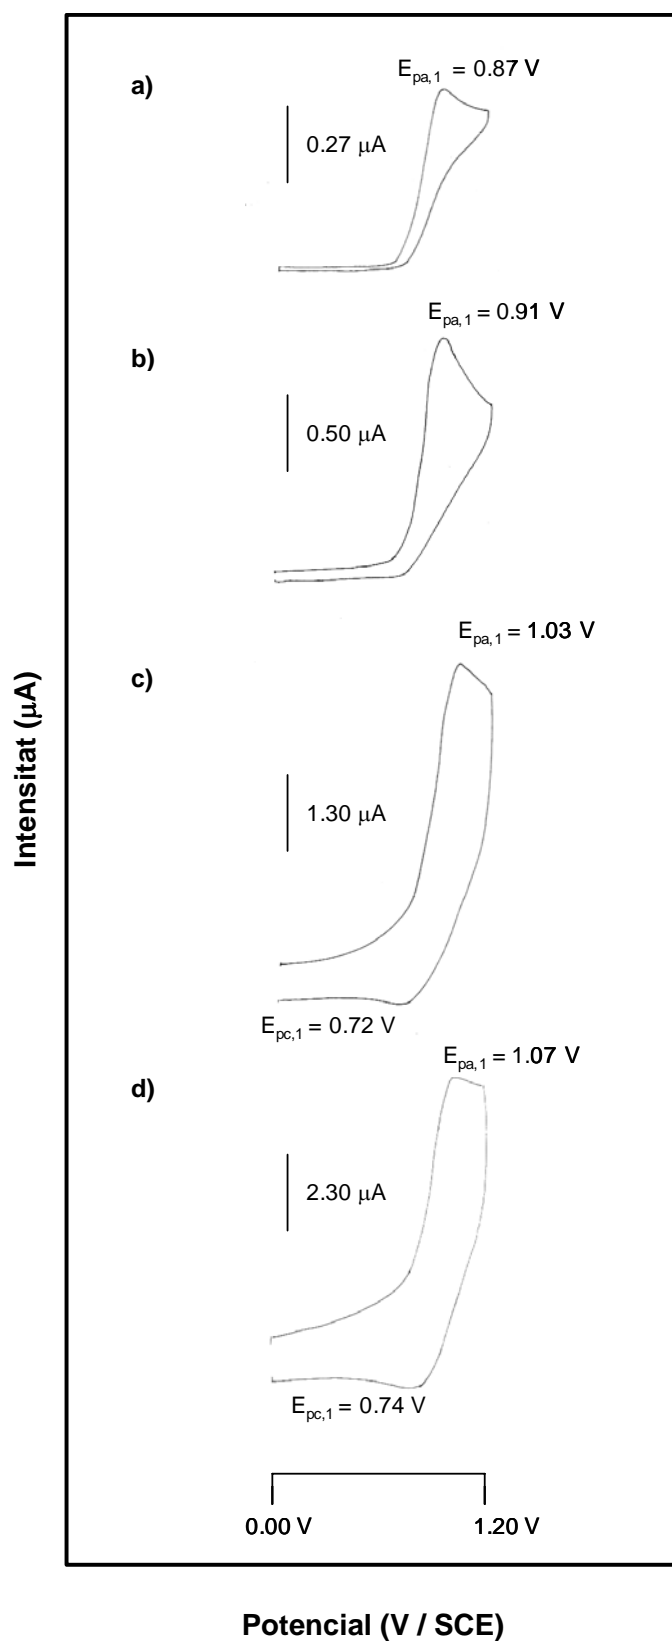 a)
Epa,1 = 0.87 V
0.27 μA
Epa,1 = 0.91 V
b)
0.50 μA
Epa,1 = 1.03 V
c)
1.30 μA
Epc,1 = 0.72 V
Epa,1 = 1.07 V
d)
2.30 μA
Epc,1 = 0.74 V
0.00 V
1.20 V
Intensitat (μA)
Potencial (V / SCE)